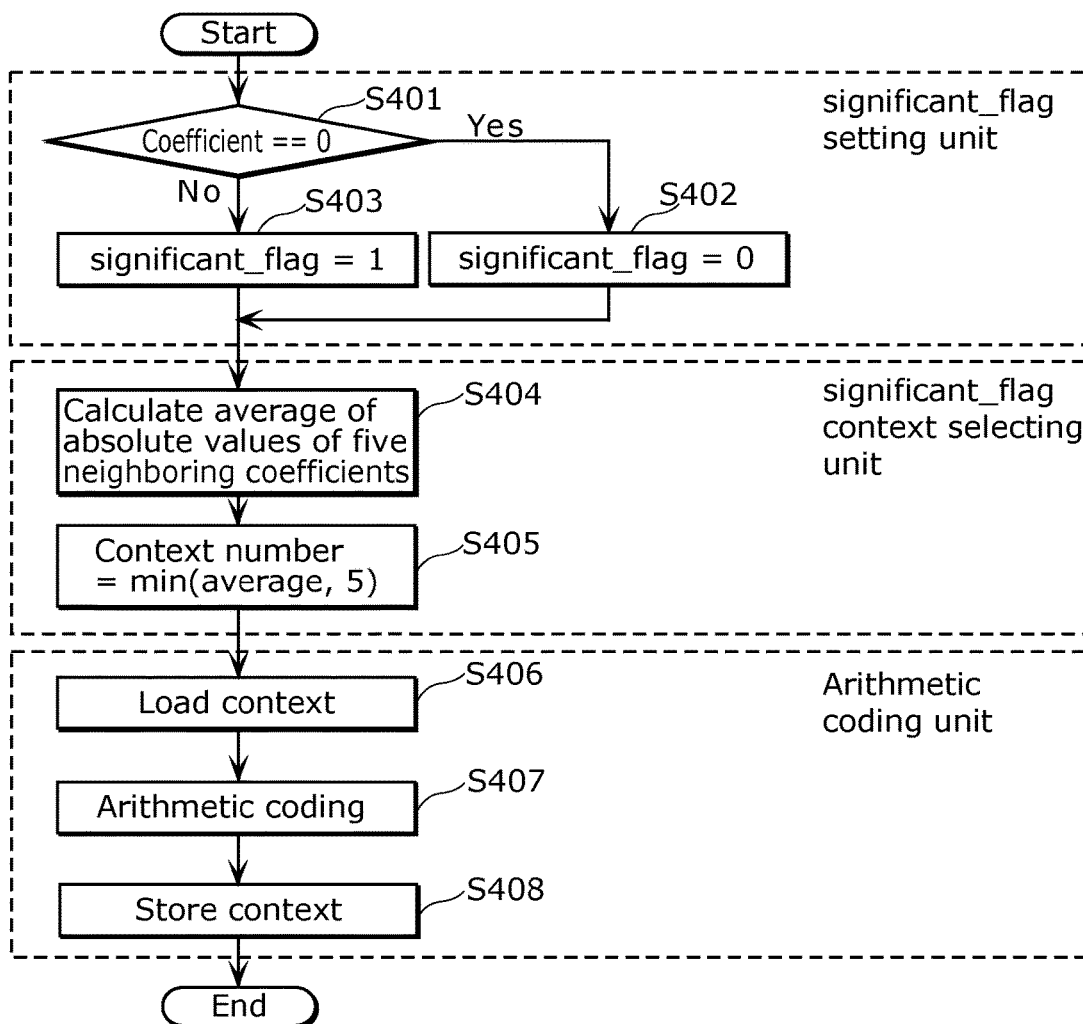 Start
S401
significant_flag
setting unit
Coefficient == 0
Yes
No
S403
S402
significant_flag = 1
significant_flag = 0
S404
significant_flag
context selecting
unit
Calculate average of
absolute values of five
neighboring coefficients
S405
Context number
= min(average, 5)
S406
Arithmetic
coding unit
Load context
S407
Arithmetic coding
S408
Store context
End